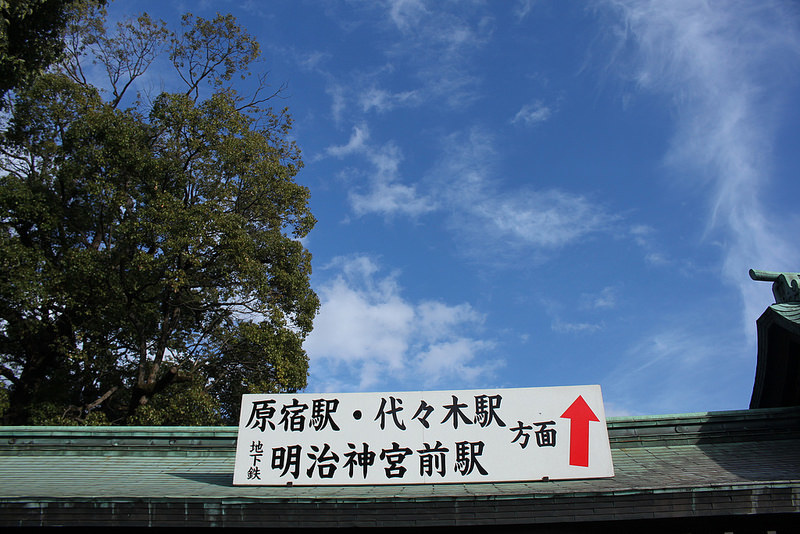 原宿駅・代々木駅
地下鉄 明治神宮前駅
方面